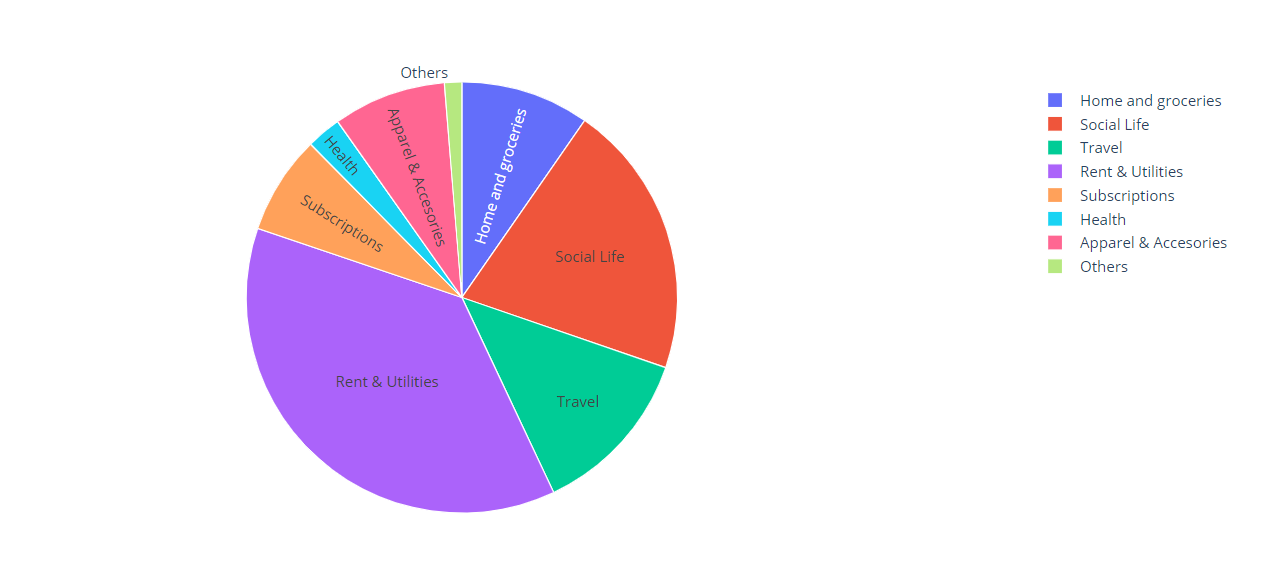 Others
Home and groceries
Apparel & Accesories
Health
Subscriptions
Social Life
Rent & Utilities
Travel
Home and groceries
Social Life
Travel
Rent & Utilities
Subscriptions
Health
Apparel & Accesories
Others